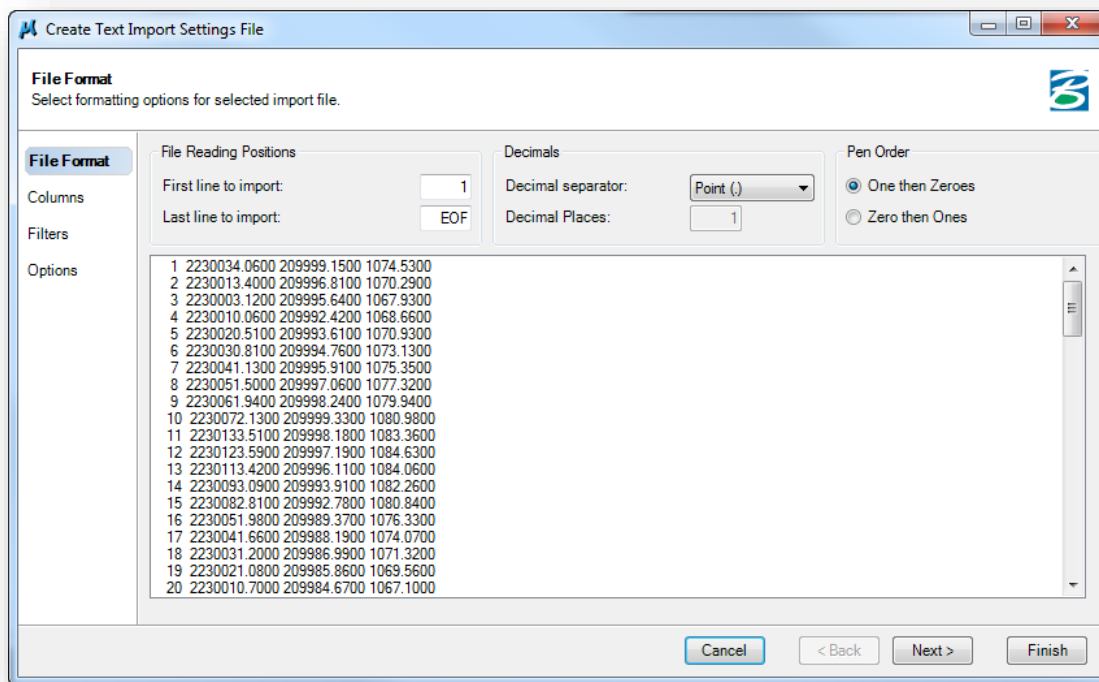 Create Text Import Settings File
File Format
Select formatting options for selected import file.
File Format
Columns
Filters
Options
File Reading Positions
First line to import: 1
Last line to import: EOF
Decimals
Decimal separator: Point (.)
Decimal Places: 1
Pen Order
One then Zeroes
Zero then Ones
1 2230034.0600 209999.1500 1074.5300
2 2230013.4000 209996.8100 1070.2900
3 2230003.1200 209995.6400 1067.9300
4 2230010.0600 209992.4200 1068.6600
5 2230020.5100 209993.6100 1070.9300
6 2230030.8100 209994.7600 1073.1300
7 2230041.1300 209995.9100 1075.3500
8 2230051.5000 209997.0600 1077.3200
9 2230061.9400 209998.2400 1079.9400
10 2230072.1300 209999.3300 1080.9800
11 2230133.5100 209998.1800 1083.3600
12 2230123.5900 209997.1900 1084.6300
13 2230113.4200 209996.1100 1084.0600
14 2230093.0900 209993.9100 1082.2600
15 2230082.8100 209992.7800 1080.8400
16 2230051.9800 209989.3700 1076.3300
17 2230041.6600 209988.1900 1074.0700
18 2230031.2000 209986.9900 1071.3200
19 2230021.0800 209985.8600 1069.5600
20 2230010.7000 209984.6700 1067.1000
Cancel
< Back
Next >
Finish